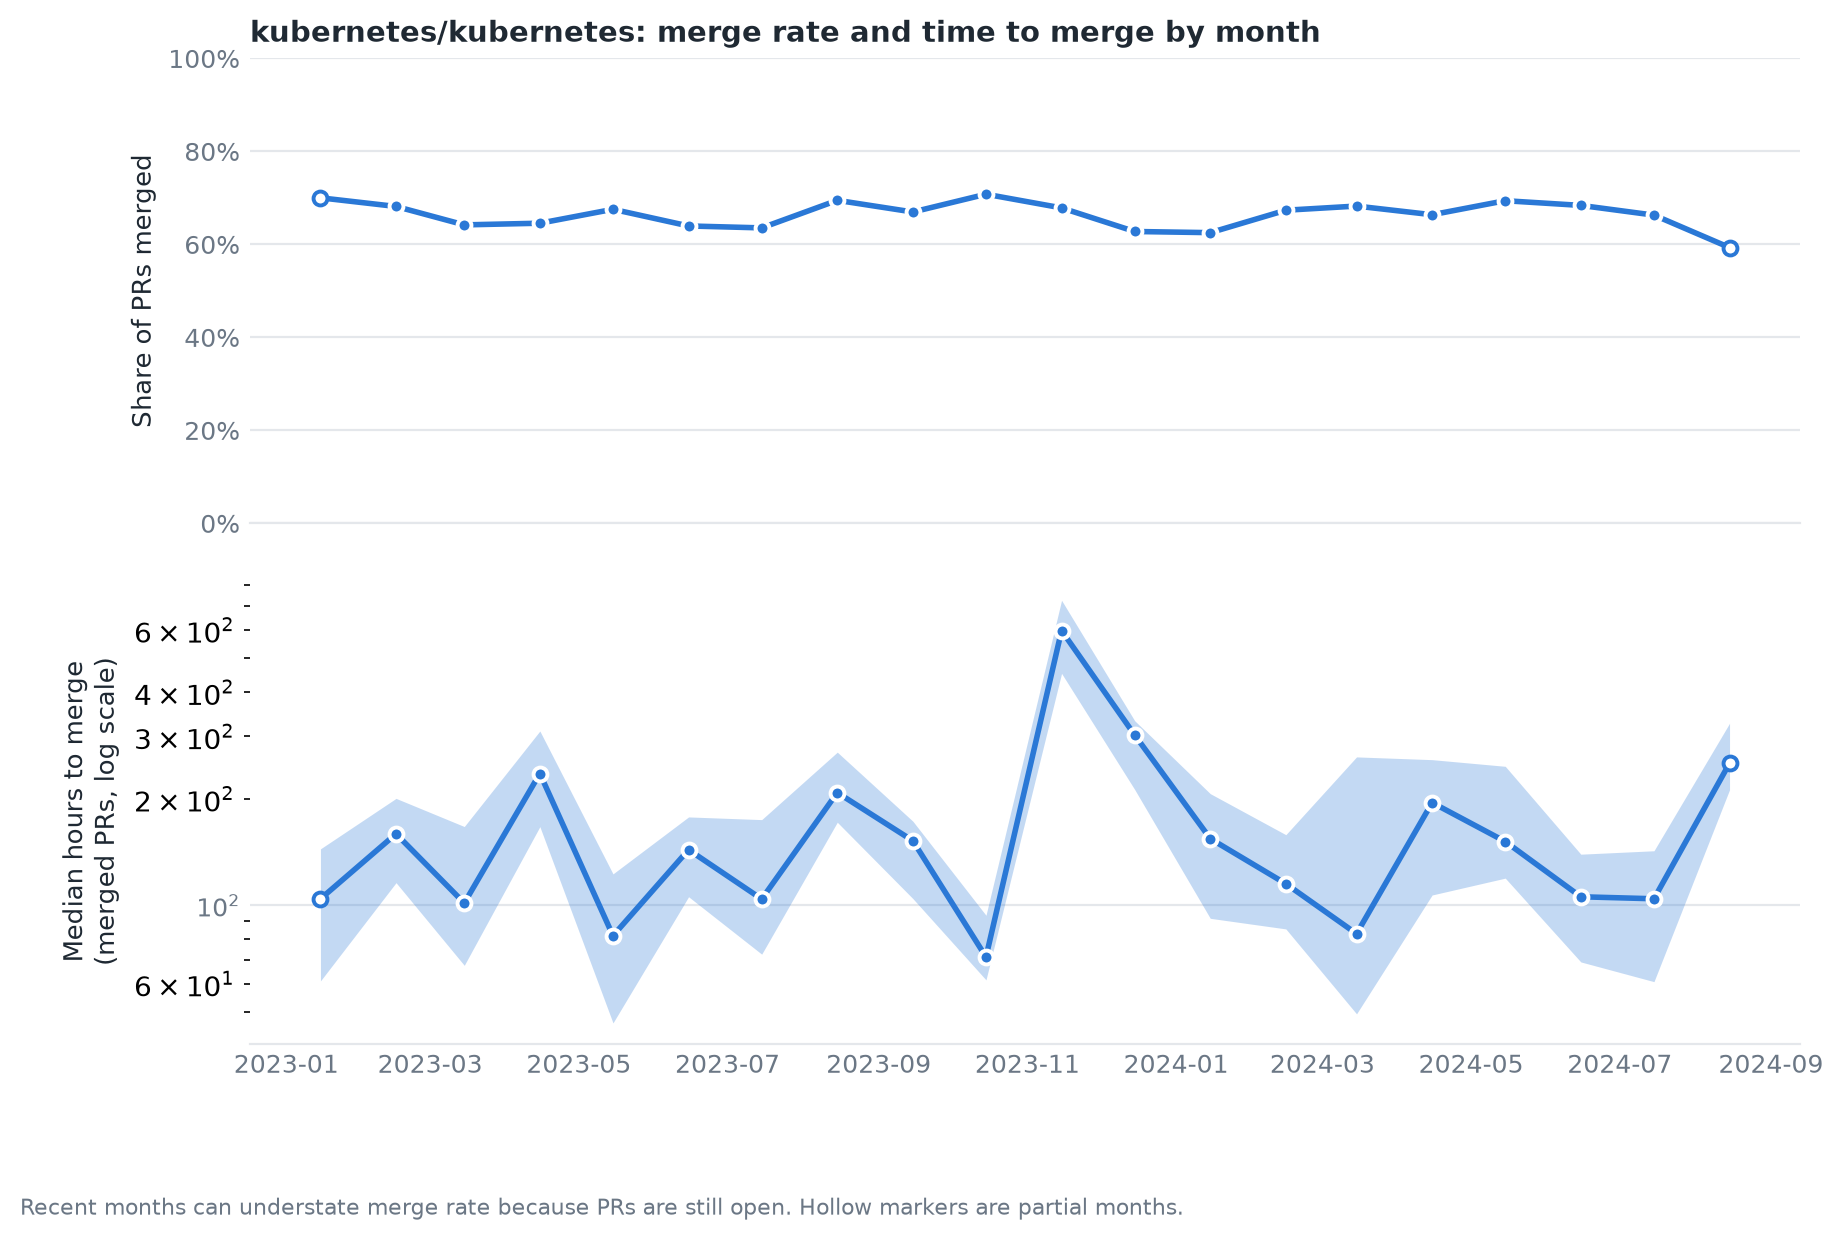 kubernetes/kubernetes: merge rate and time to merge by month
100%
80%
60%
40%
20%
0%
Share of PRs merged
6 × 10²
4 × 10²
3 × 10²
2 × 10²
10²
6 × 10¹
Median hours to merge
(merged PRs, log scale)
2023-01 2023-03 2023-05 2023-07 2023-09 2023-11 2024-01 2024-03 2024-05 2024-07 2024-09
Recent months can understate merge rate because PRs are still open. Hollow markers are partial months.